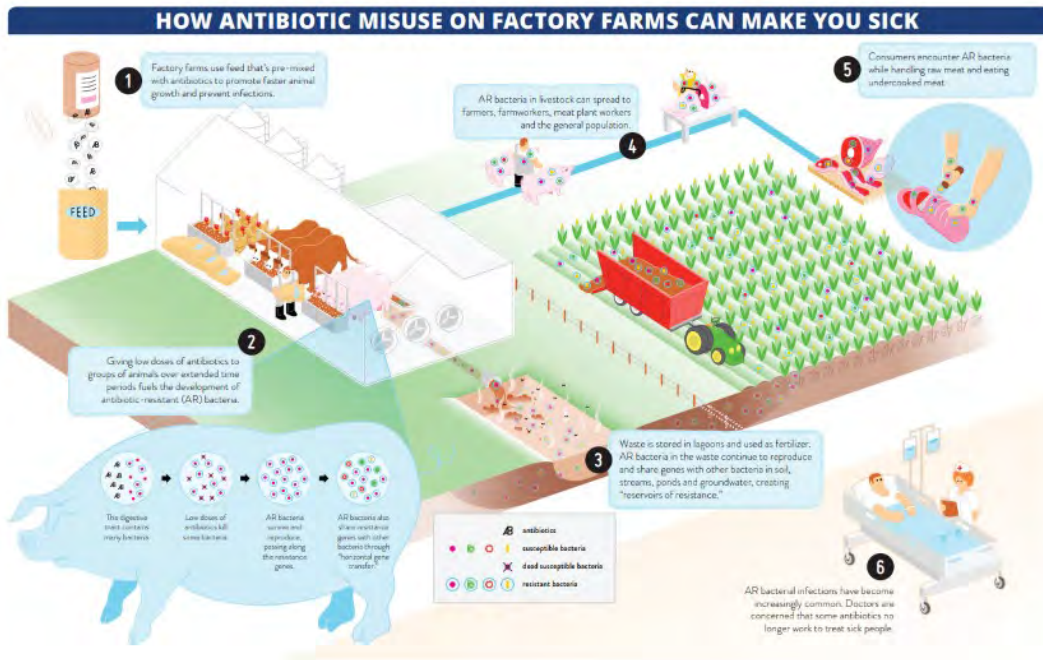 HOW ANTIBIOTIC MISUSE ON FACTORY FARMS CAN MAKE YOU SICK
1
Factory farms use feed that's pre-mixed
with antibiotics to promote faster animal
growth and prevent infections.
FEED
2
Giving low doses of antibiotics to
groups of animals over extended time
periods fuels the development of
antibiotic-resistant (AR) bacteria.
The digestive
tract contains
many bacteria
Low doses of
antibiotics kill
some bacteria
AR bacteria
survive and
reproduce,
passing along
the resistance
genes.
AR bacteria also
share resistance
genes with other
bacteria through
"horizontal gene
transfer."
3
Waste is stored in lagoons and used as fertilizer.
AR bacteria in the waste continue to reproduce
and share genes with other bacteria in soil,
streams, ponds and groundwater, creating
"reservoirs of resistance."
AB antibiotics
susceptible bacteria
dead susceptible bacteria
resistant bacteria
4
AR bacteria in livestock can spread to
farmers, farmworkers, meat plant workers
and the general population.
5
Consumers encounter AR bacteria
while handling raw meat and eating
undercooked meat.
6
AR bacterial infections have become
increasingly common. Doctors are
concerned that some antibiotics no
longer work to treat sick people.